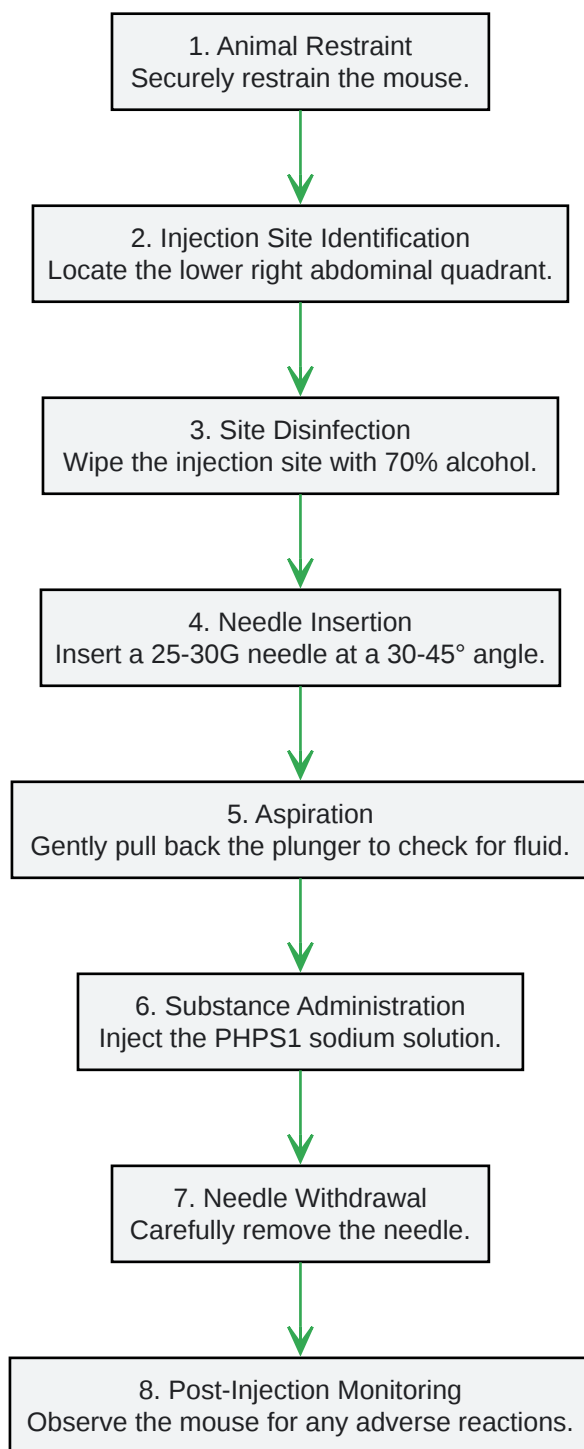 1. Animal Restraint
Securely restrain the mouse.
2. Injection Site Identification
Locate the lower right abdominal quadrant.
3. Site Disinfection
Wipe the injection site with 70% alcohol.
4. Needle Insertion
Insert a 25-30G needle at a 30-45° angle.
5. Aspiration
Gently pull back the plunger to check for fluid.
6. Substance Administration
Inject the PHPS1 sodium solution.
7. Needle Withdrawal
Carefully remove the needle.
8. Post-Injection Monitoring
Observe the mouse for any adverse reactions.